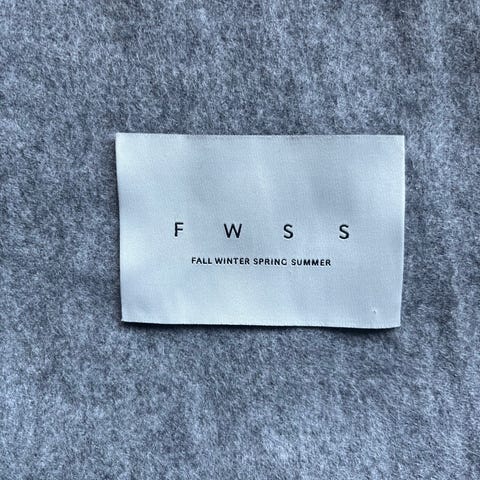 F W S S
FALL WINTER SPRING SUMMER